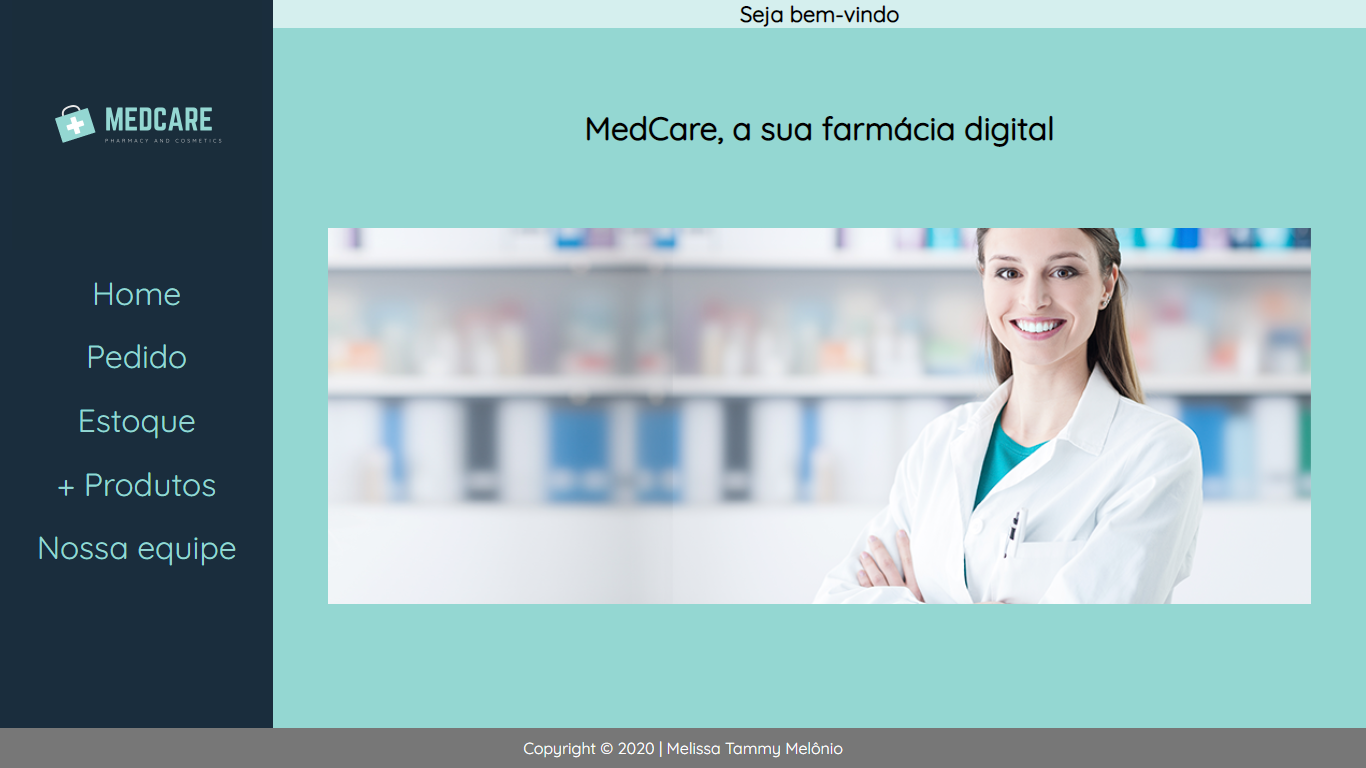 Seja bem-vindo
MEDCARE
PHARMACY AND COSMETICS
MedCare, a sua farmácia digital
Home
Pedido
Estoque
+ Produtos
Nossa equipe
Copyright © 2020 | Melissa Tammy Melônio